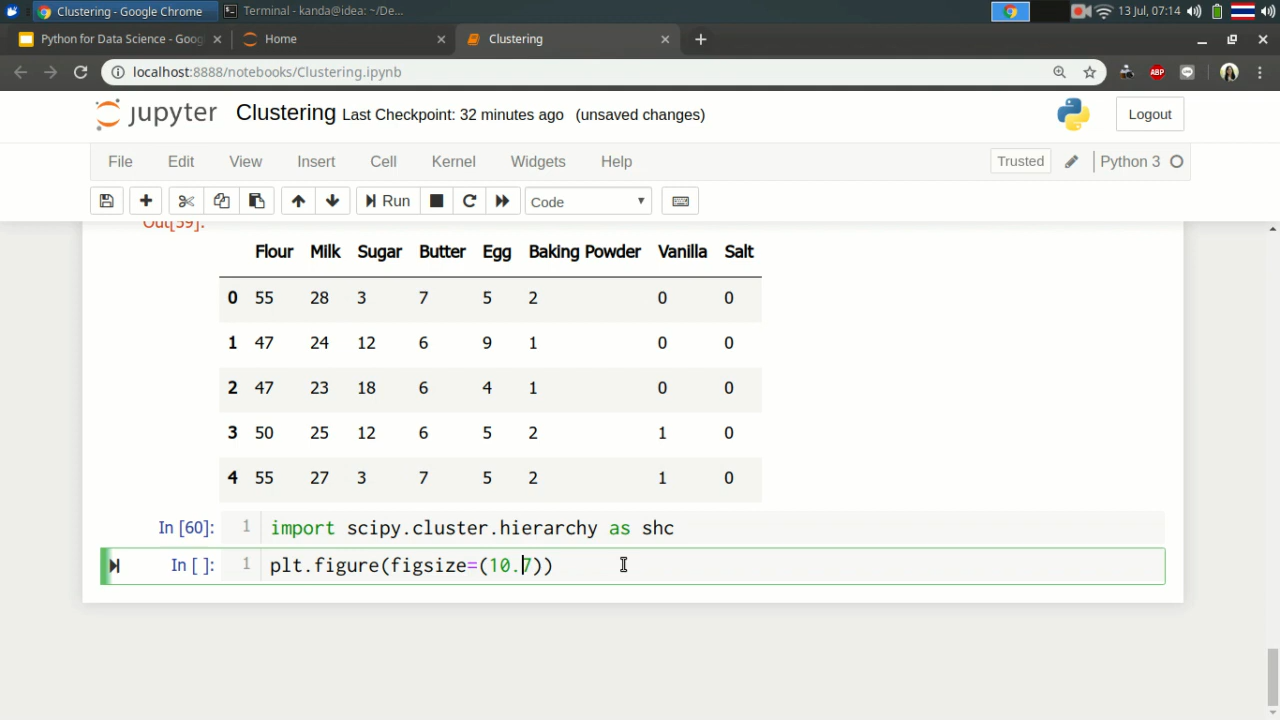 Clustering - Google Chrome
Terminal - kanda@idea: ~/De...
13 Jul, 07:14
Python for Data Science - Goog
Home
Clustering
localhost:8888/notebooks/Clustering.ipynb
ABP
jupyter Clustering Last Checkpoint: 32 minutes ago (unsaved changes)
Logout
File Edit View Insert Cell Kernel Widgets Help
Trusted
Python 3
Run
Code
Out[59]:
Flour Milk Sugar Butter Egg Baking Powder Vanilla Salt
0 55 28 3 7 5 2 0 0
1 47 24 12 6 9 1 0 0
2 47 23 18 6 4 1 0 0
3 50 25 12 6 5 2 1 0
4 55 27 3 7 5 2 1 0
In [60]: 1 import scipy.cluster.hierarchy as shc
In [ ]: 1 plt.figure(figsize=(10.7))